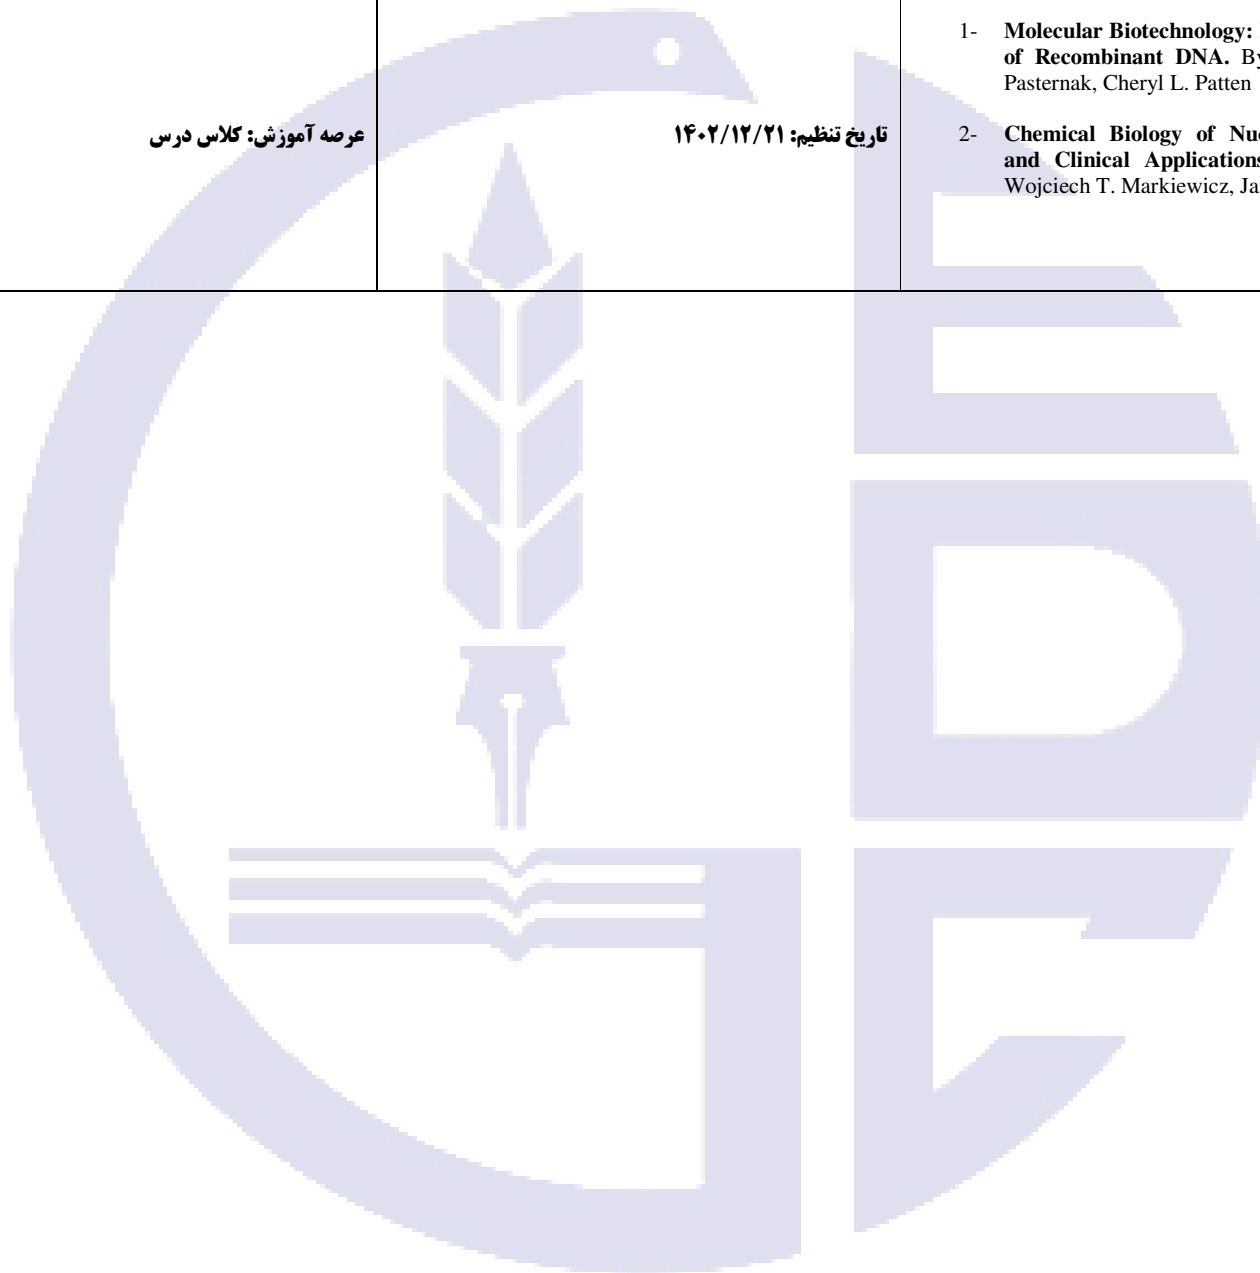 1- Molecular Biotechnology:
of Recombinant DNA.
Pasternak, Cheryl L. Patten
2- Chemical Biology of
and Clinical Applications
Wojciech T. Markiewicz,
تاریخ تنظیم: ۱۴۰۲/۱۲/۲۱
عرصه آموزش: کلاس درس